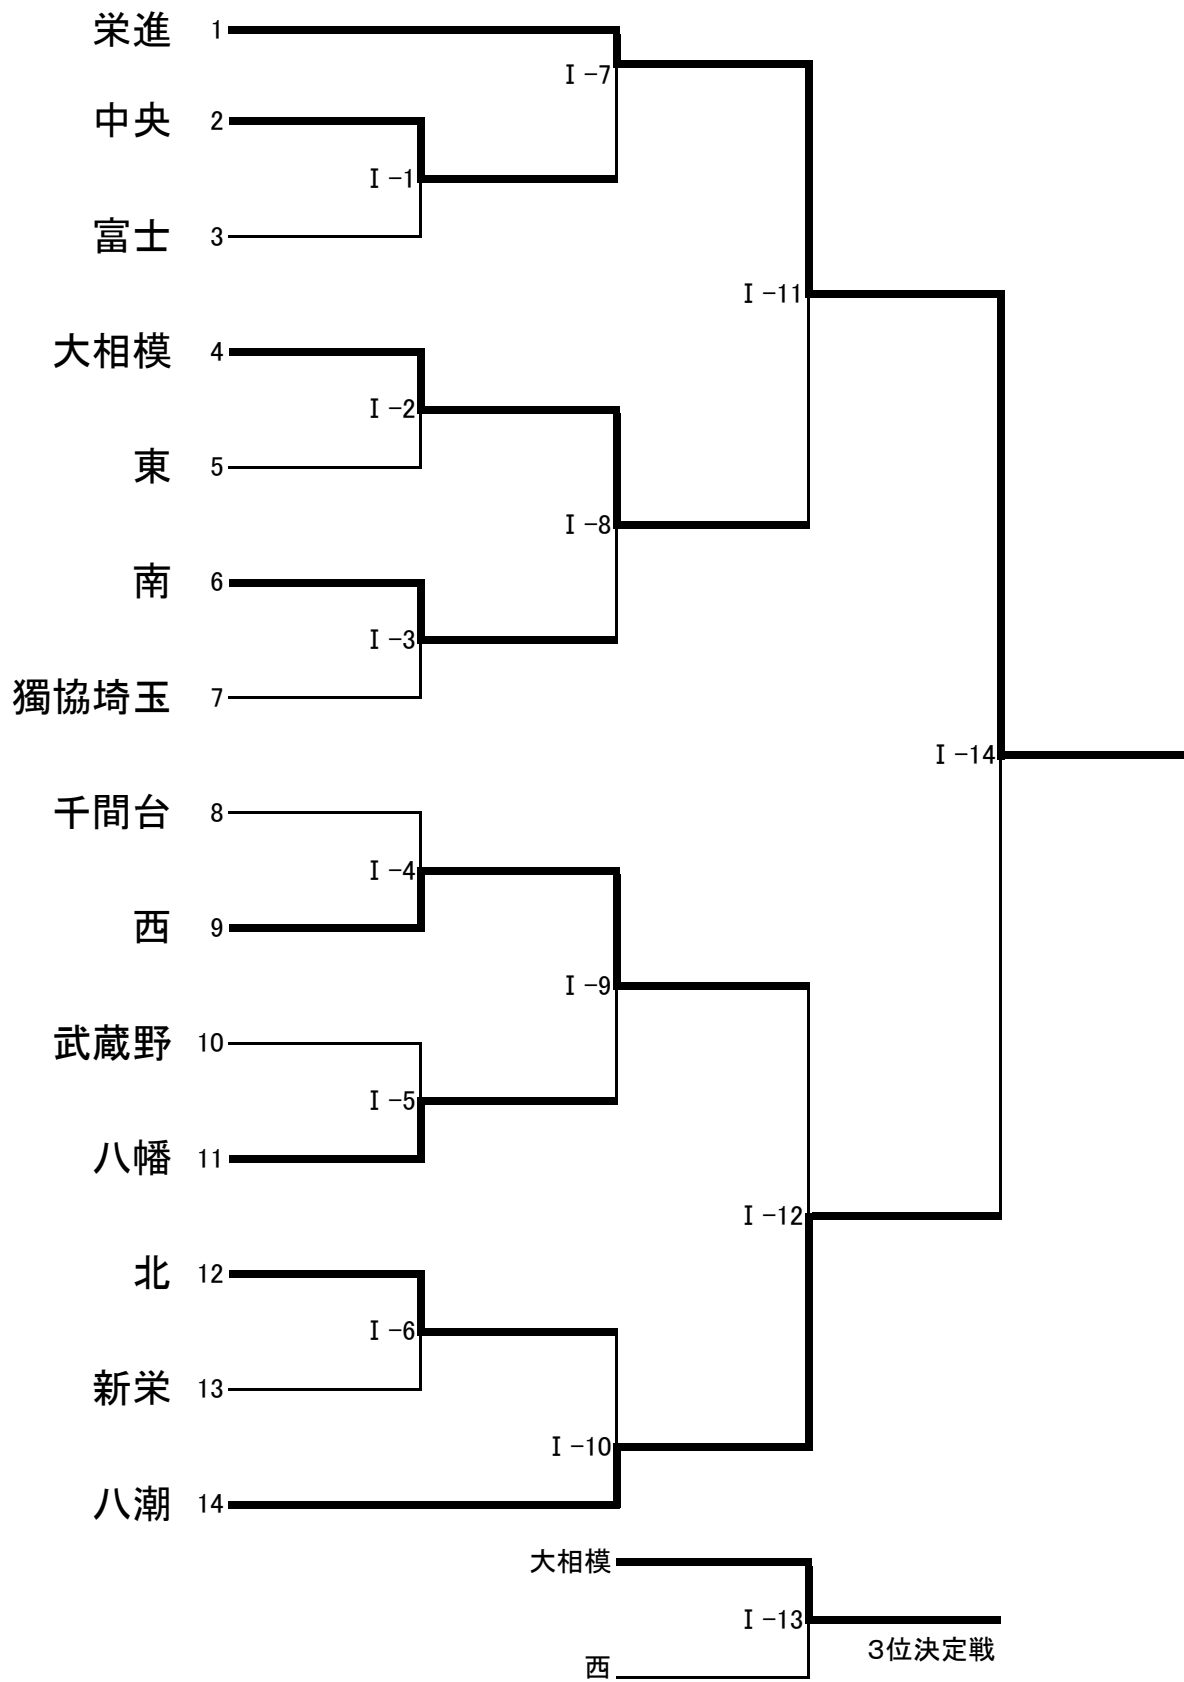 栄進 1
Ⅰ-7
中央 2
Ⅰ-1
富士 3
Ⅰ-11
大相模 4
Ⅰ-2
東 5
Ⅰ-8
南 6
Ⅰ-3
獨協埼玉 7
Ⅰ-14
千間台 8
Ⅰ-4
西 9
Ⅰ-9
武蔵野 10
Ⅰ-5
八幡 11
Ⅰ-12
北 12
Ⅰ-6
新栄 13
Ⅰ-10
八潮 14
大相模
Ⅰ-13
3位決定戦
西